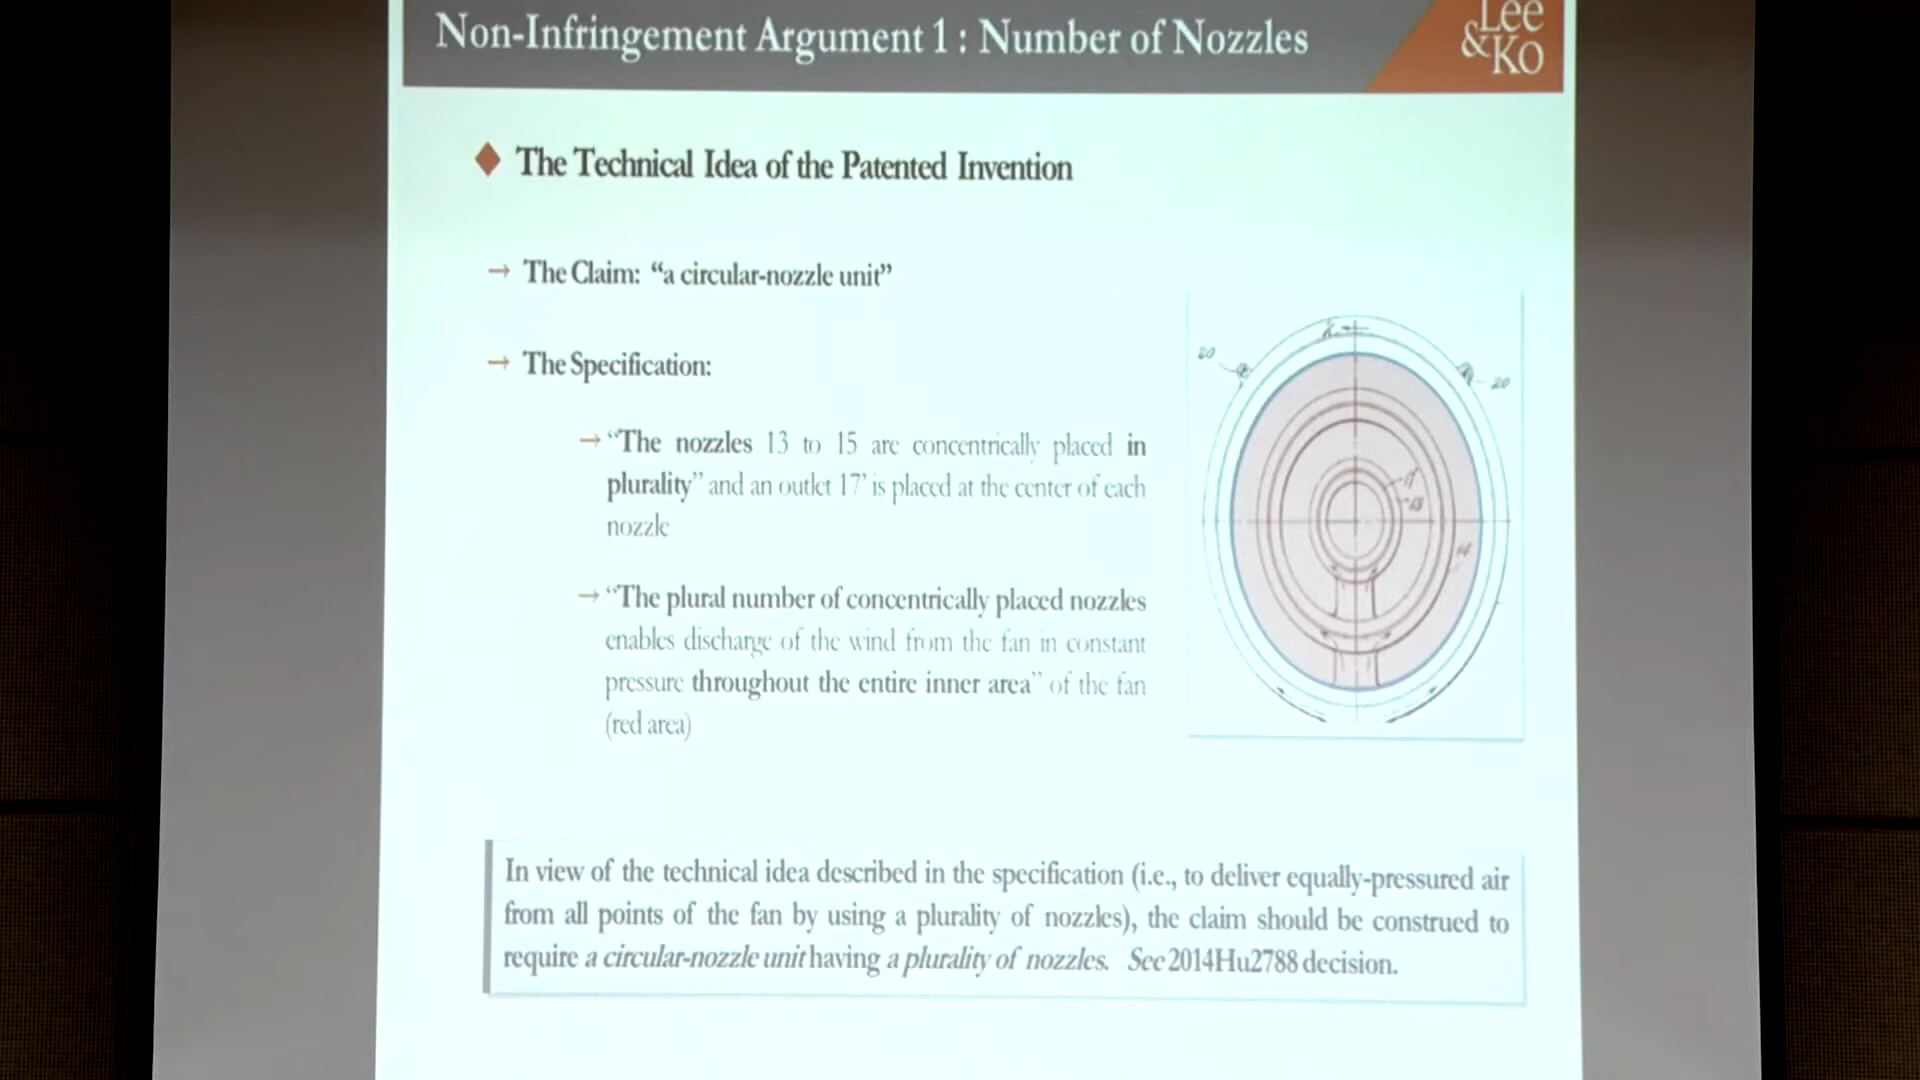 Non-Infringement Argument 1 : Number of Nozzles
Lee
&KO
The Technical Idea of the Patented Invention
→ The Claim: “a circular-nozzle unit”
→ The Specification:
→ “The nozzles 13 to 15 are concentrically placed in
plurality” and an outlet 17’ is placed at the center of each
nozzle
→ “The plural number of concentrically placed nozzles
enables discharge of the wind from the fan in constant
pressure throughout the entire inner area” of the fan
(red area)
20
20
13
14
In view of the technical idea described in the specification (i.e., to deliver equally-pressured air
from all points of the fan by using a plurality of nozzles), the claim should be construed to
require a circular-nozzle unit having a plurality of nozzles. See 2014Hu2788 decision.